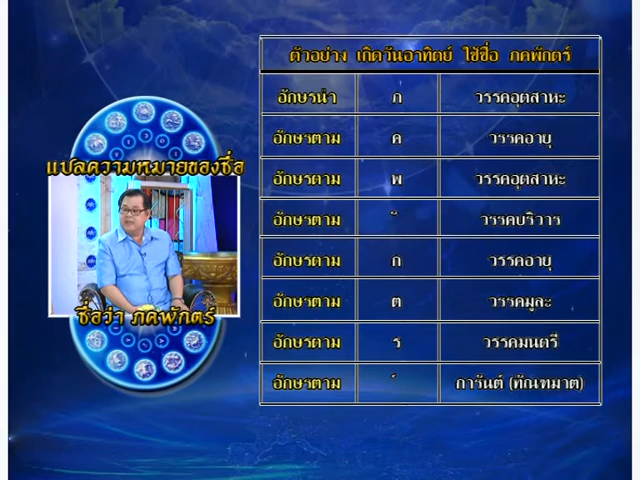 ตัวอย่าง เกิดวันอาทิตย์ ใช้ชื่อ ภคพักตร์
อักษรนำ ภ วรรคอุตสาหะ
อักษรตาม ค วรรคอายุ
อักษรตาม พ วรรคอุตสาหะ
อักษรตาม ั วรรคบริวาร
อักษรตาม ก วรรคอายุ
อักษรตาม ต วรรคมูละ
อักษรตาม ร วรรคมนตรี
อักษรตาม ์ การันต์ (ทัณฑมาต)
แปลความหมายของชื่อ
ชื่อว่า ภคพักตร์